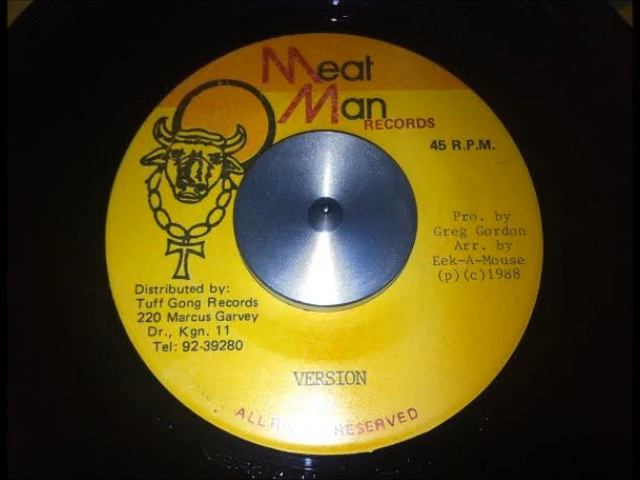 Meat
Man
RECORDS
45 R.P.M.
Pro. by
Greg Gordon
Arr. by
Eek-A-Mouse
(p)(c)1988
Distributed by:
Tuff Gong Records
220 Marcus Garvey
Dr., Kgn. 11
Tel: 92-39280
VERSION
ALL RESERVED